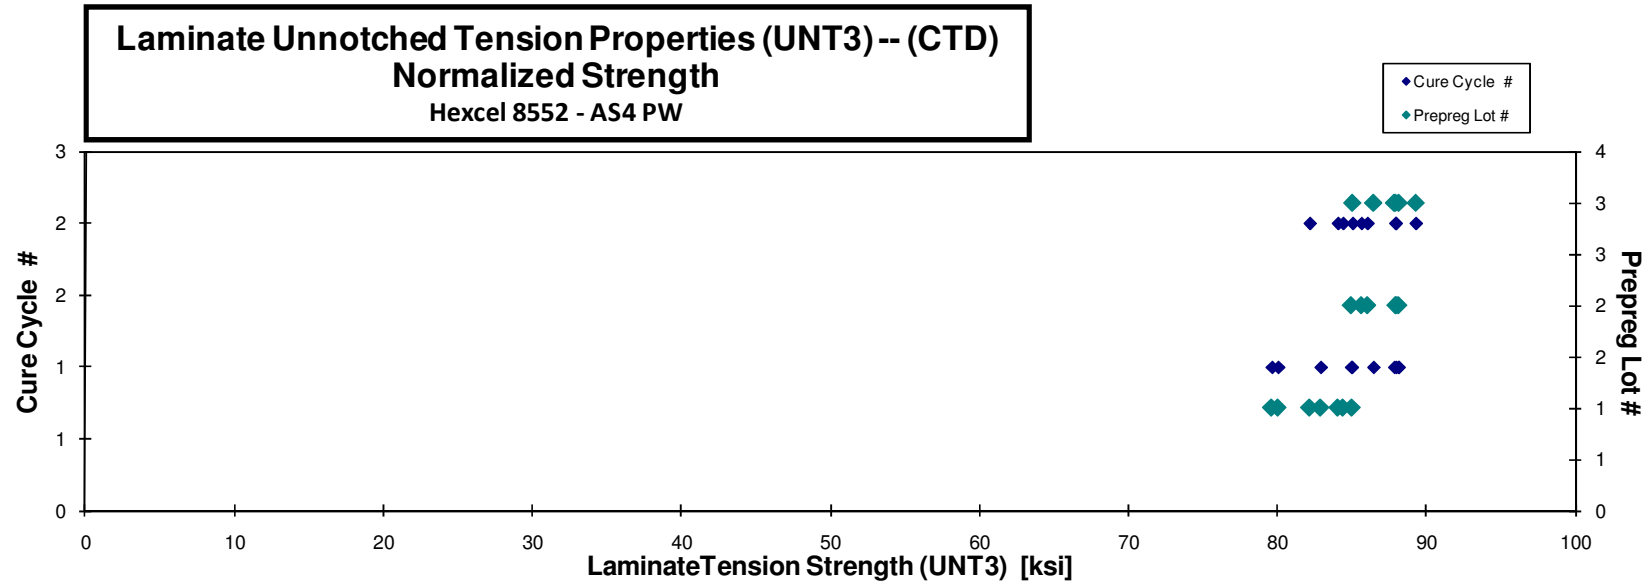 Laminate Unnotched Tension Properties (UNT3) -- (CTD)
Normalized Strength
Hexcel 8552 - AS4 PW
Cure Cycle #
Prepreg Lot #
3
2
2
1
1
0
Cure Cycle #
4
3
3
2
2
1
1
0
Prepreg Lot #
0 10 20 30 40 50 60 70 80 90 100
LaminateTension Strength (UNT3) [ksi]